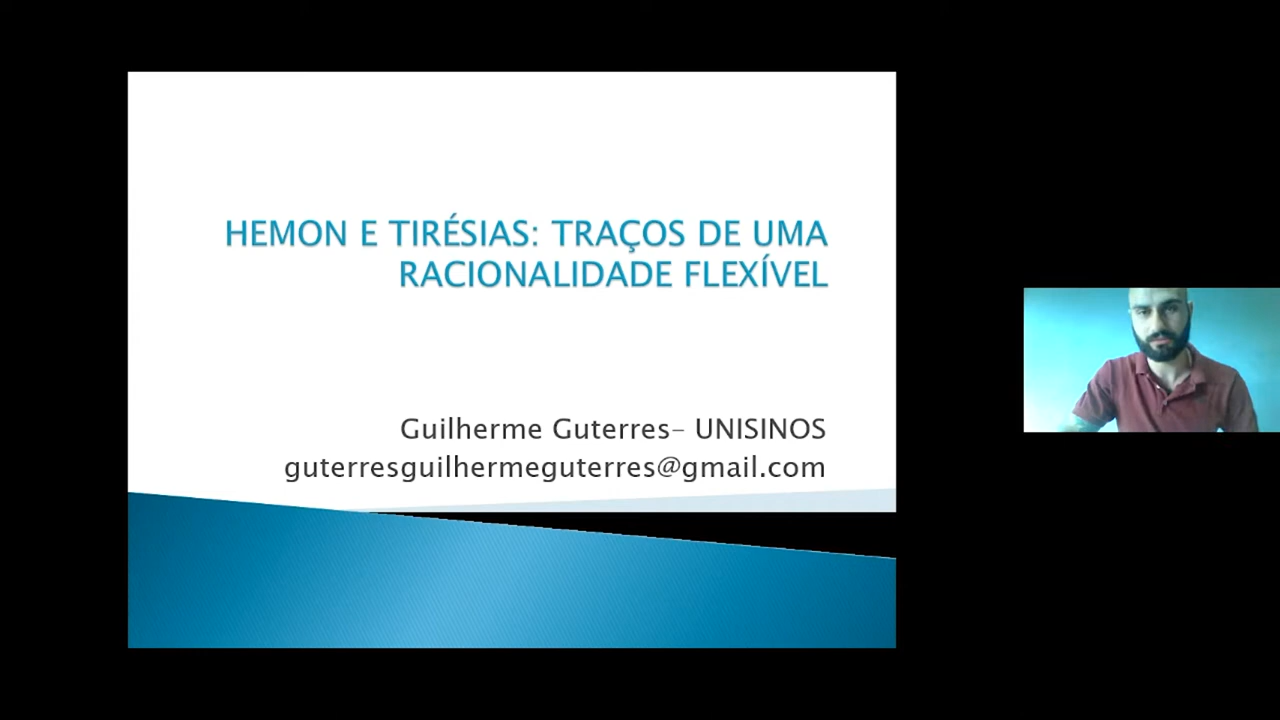 HEMON E TIRÉSIAS: TRAÇOS DE UMA
RACIONALIDADE FLEXÍVEL
Guilherme Guterres– UNISINOS
guterresguilhermeguterres@gmail.com